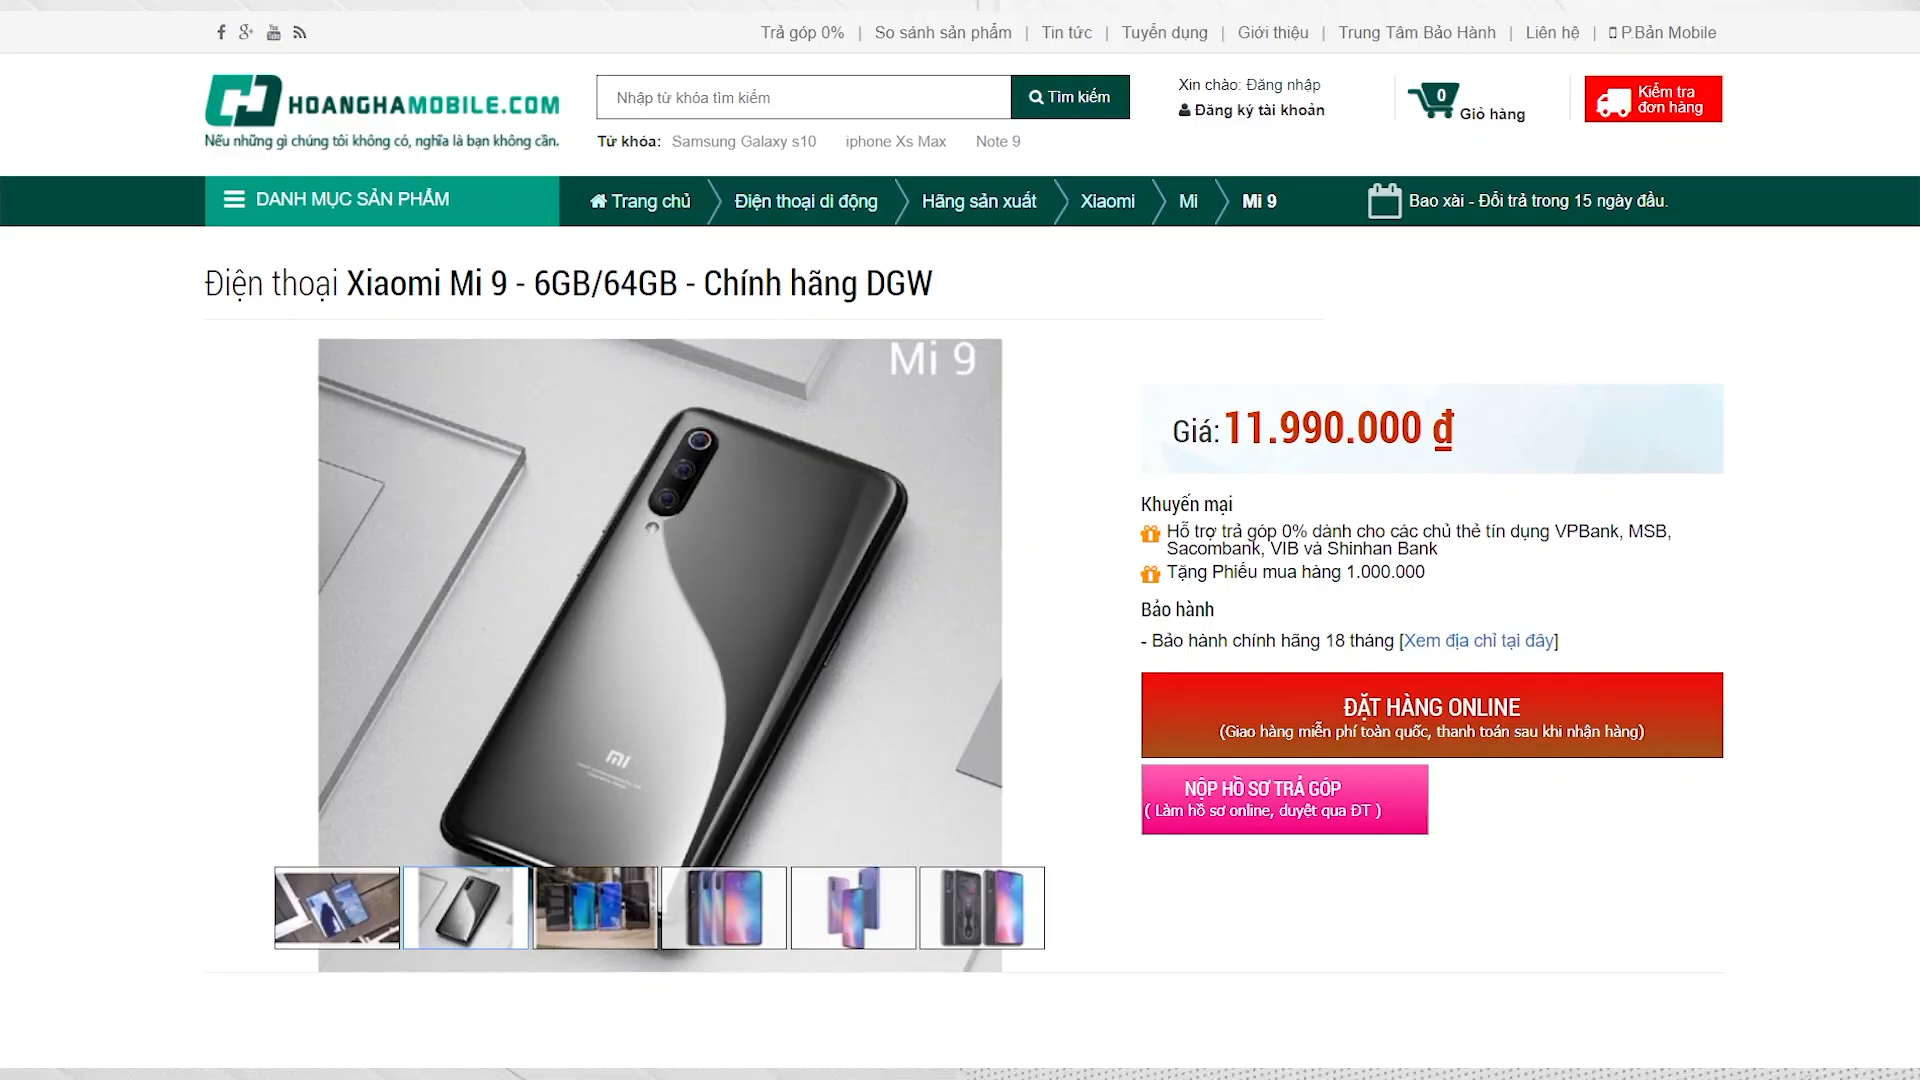 Trả góp 0% | So sánh sản phẩm | Tin tức | Tuyển dụng | Giới thiệu | Trung Tâm Bảo Hành | Liên hệ | P.Bản Mobile
HOANGHAMOBILE.COM
Nếu những gì chúng tôi không có, nghĩa là bạn không cần.
Nhập từ khóa tìm kiếm
Tìm kiếm
Từ khóa: Samsung Galaxy s10 iphone Xs Max Note 9
Xin chào: Đăng nhập
Đăng ký tài khoản
0
Giỏ hàng
Kiểm tra
đơn hàng
DANH MỤC SẢN PHẨM
Trang chủ Điện thoại di động Hãng sản xuất Xiaomi Mi Mi 9
Bao xài - Đổi trả trong 15 ngày đầu.
Điện thoại Xiaomi Mi 9 - 6GB/64GB - Chính hãng DGW
Mi 9
Giá: 11.990.000 ₫
Khuyến mại
Hỗ trợ trả góp 0% dành cho các chủ thẻ tín dụng VPBank, MSB,
Sacombank, VIB và Shinhan Bank
Tặng Phiếu mua hàng 1.000.000
Bảo hành
- Bảo hành chính hãng 18 tháng [Xem địa chỉ tại đây]
ĐẶT HÀNG ONLINE
(Giao hàng miễn phí toàn quốc, thanh toán sau khi nhận hàng)
NỘP HỒ SƠ TRẢ GÓP
( Làm hồ sơ online, duyệt qua ĐT )